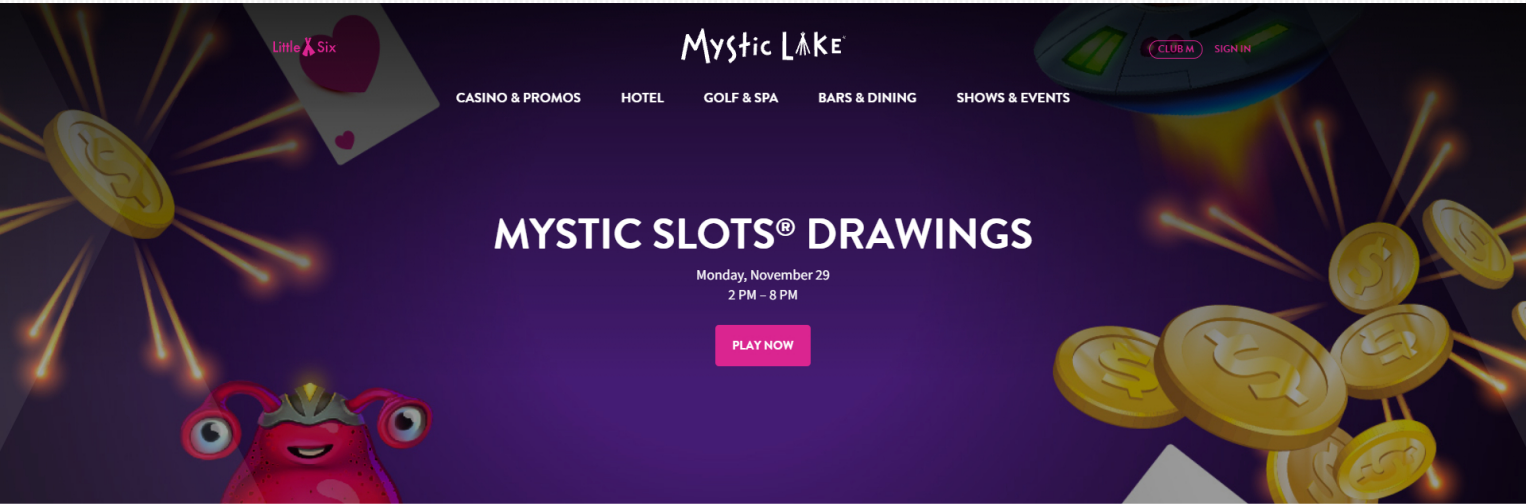 Little Six
Mystic Lake®
CLUB M
SIGN IN
CASINO & PROMOS
HOTEL
GOLF & SPA
BARS & DINING
SHOWS & EVENTS
MYSTIC SLOTS® DRAWINGS
Monday, November 29
2 PM – 8 PM
PLAY NOW